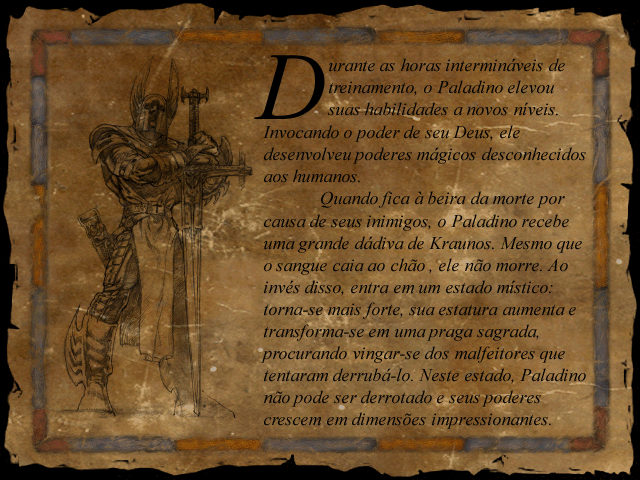 Durante as horas intermináveis de
treinamento, o Paladino elevou
suas habilidades a novos níveis.
Invocando o poder de seu Deus, ele
desenvolveu poderes mágicos desconhecidos
aos humanos.
Quando fica à beira da morte por
causa de seus inimigos, o Paladino recebe
uma grande dádiva de Kraunos. Mesmo que
o sangue caia ao chão , ele não morre. Ao
invés disso, entra em um estado místico:
torna-se mais forte, sua estatura aumenta e
transforma-se em uma praga sagrada,
procurando vingar-se dos malfeitores que
tentaram derrubá-lo. Neste estado, Paladino
não pode ser derrotado e seus poderes
crescem em dimensões impressionantes.